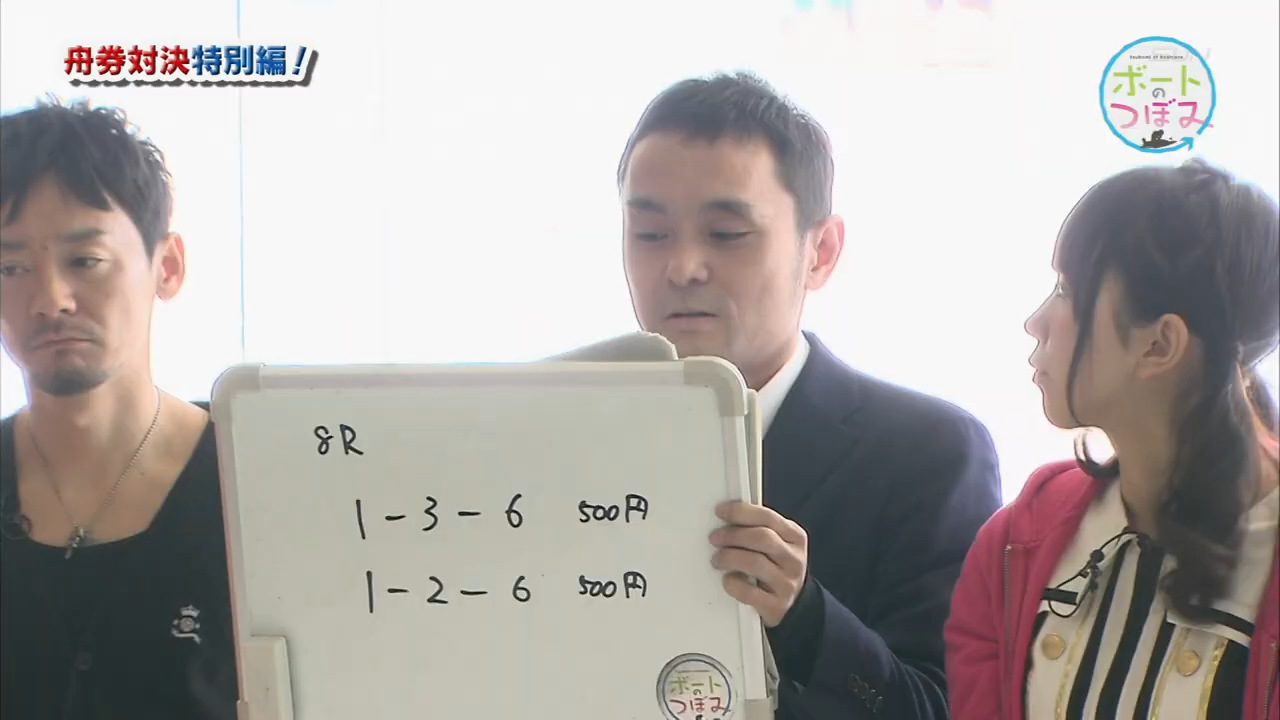 舟券対決特別編!
ボートの
つぼみ
8R
1-3-6 500円
1-2-6 500円
ボートの
つぼみ